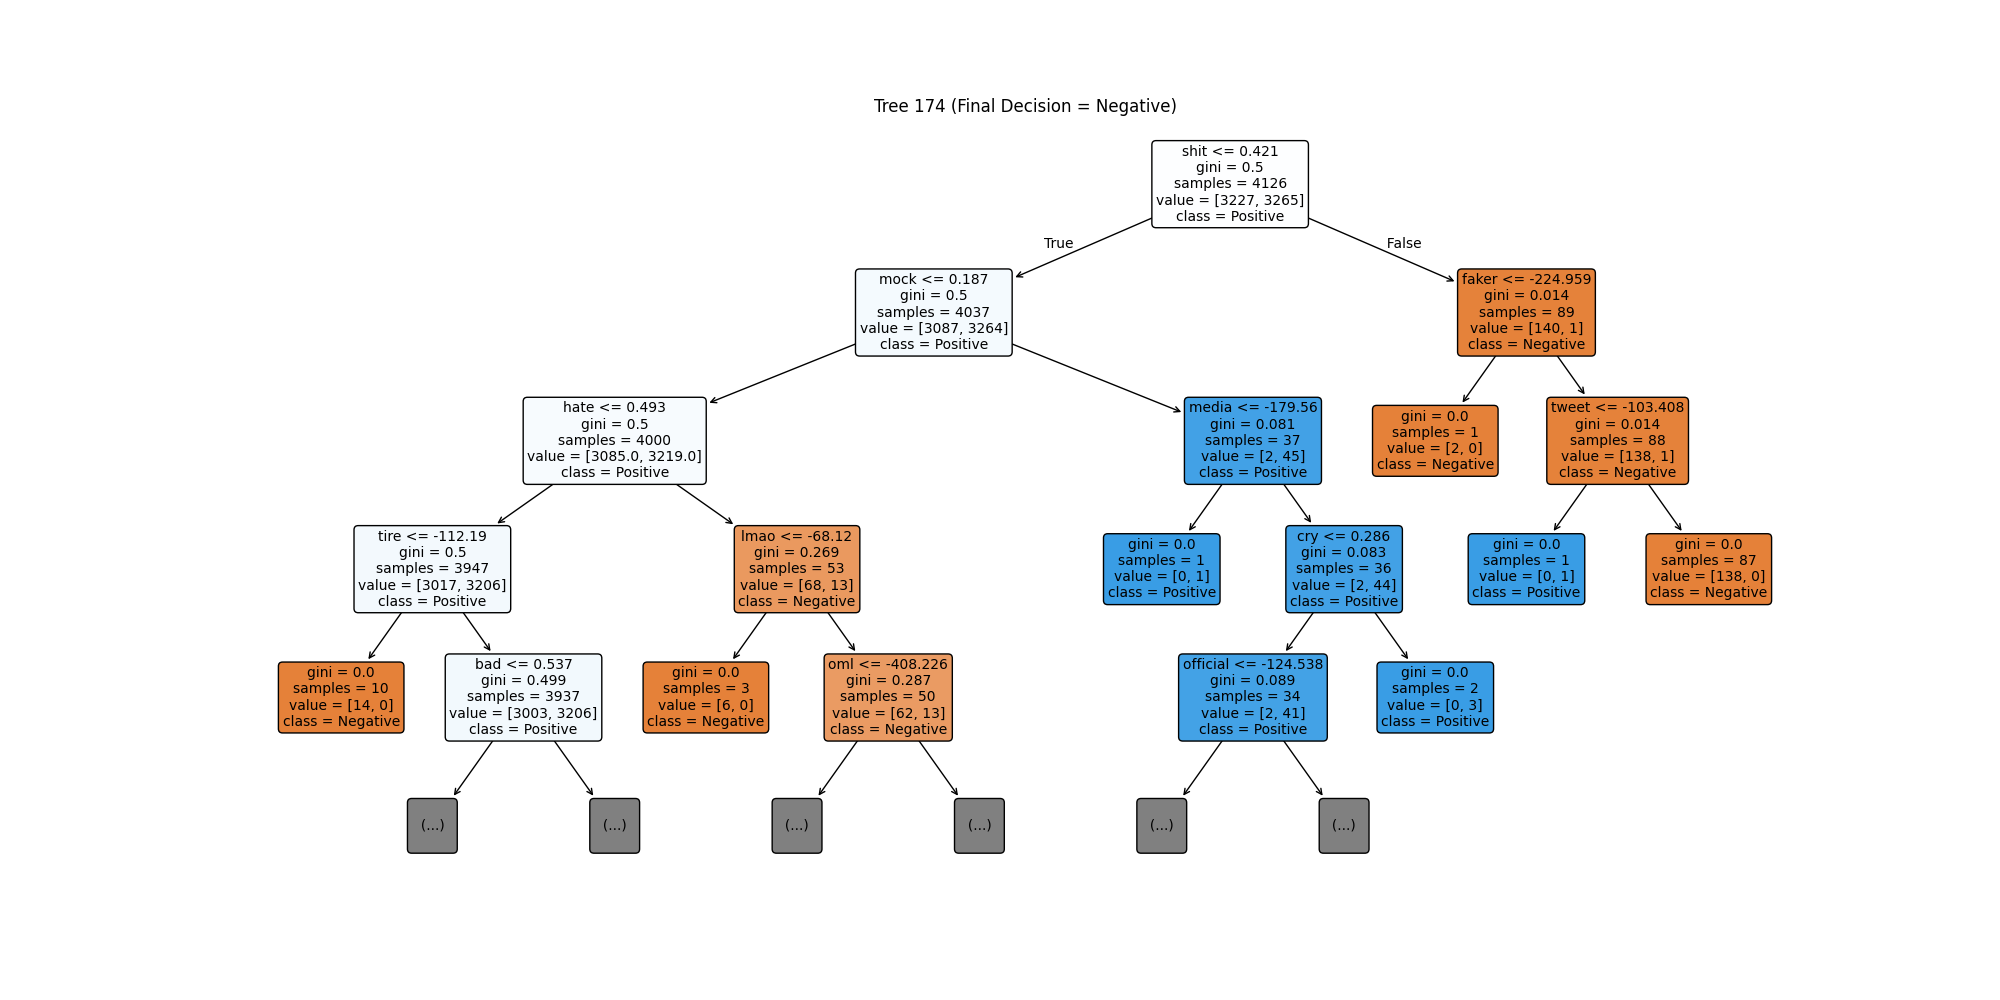 Tree 174 (Final Decision = Negative)
shit <= 0.421
gini = 0.5
samples = 4126
value = [3227, 3265]
class = Positive
True
False
mock <= 0.187
gini = 0.5
samples = 4037
value = [3087, 3264]
class = Positive
faker <= -224.959
gini = 0.014
samples = 89
value = [140, 1]
class = Negative
hate <= 0.493
gini = 0.5
samples = 4000
value = [3085.0, 3219.0]
class = Positive
media <= -179.56
gini = 0.081
samples = 37
value = [2, 45]
class = Positive
gini = 0.0
samples = 1
value = [2, 0]
class = Negative
tweet <= -103.408
gini = 0.014
samples = 88
value = [138, 1]
class = Negative
tire <= -112.19
gini = 0.5
samples = 3947
value = [3017, 3206]
class = Positive
lmao <= -68.12
gini = 0.269
samples = 53
value = [68, 13]
class = Negative
gini = 0.0
samples = 1
value = [0, 1]
class = Positive
cry <= 0.286
gini = 0.083
samples = 36
value = [2, 44]
class = Positive
gini = 0.0
samples = 1
value = [0, 1]
class = Positive
gini = 0.0
samples = 87
value = [138, 0]
class = Negative
gini = 0.0
samples = 10
value = [14, 0]
class = Negative
bad <= 0.537
gini = 0.499
samples = 3937
value = [3003, 3206]
class = Positive
gini = 0.0
samples = 3
value = [6, 0]
class = Negative
oml <= -408.226
gini = 0.287
samples = 50
value = [62, 13]
class = Negative
official <= -124.538
gini = 0.089
samples = 34
value = [2, 41]
class = Positive
gini = 0.0
samples = 2
value = [0, 3]
class = Positive
(...)
(...)
(...)
(...)
(...)
(...)